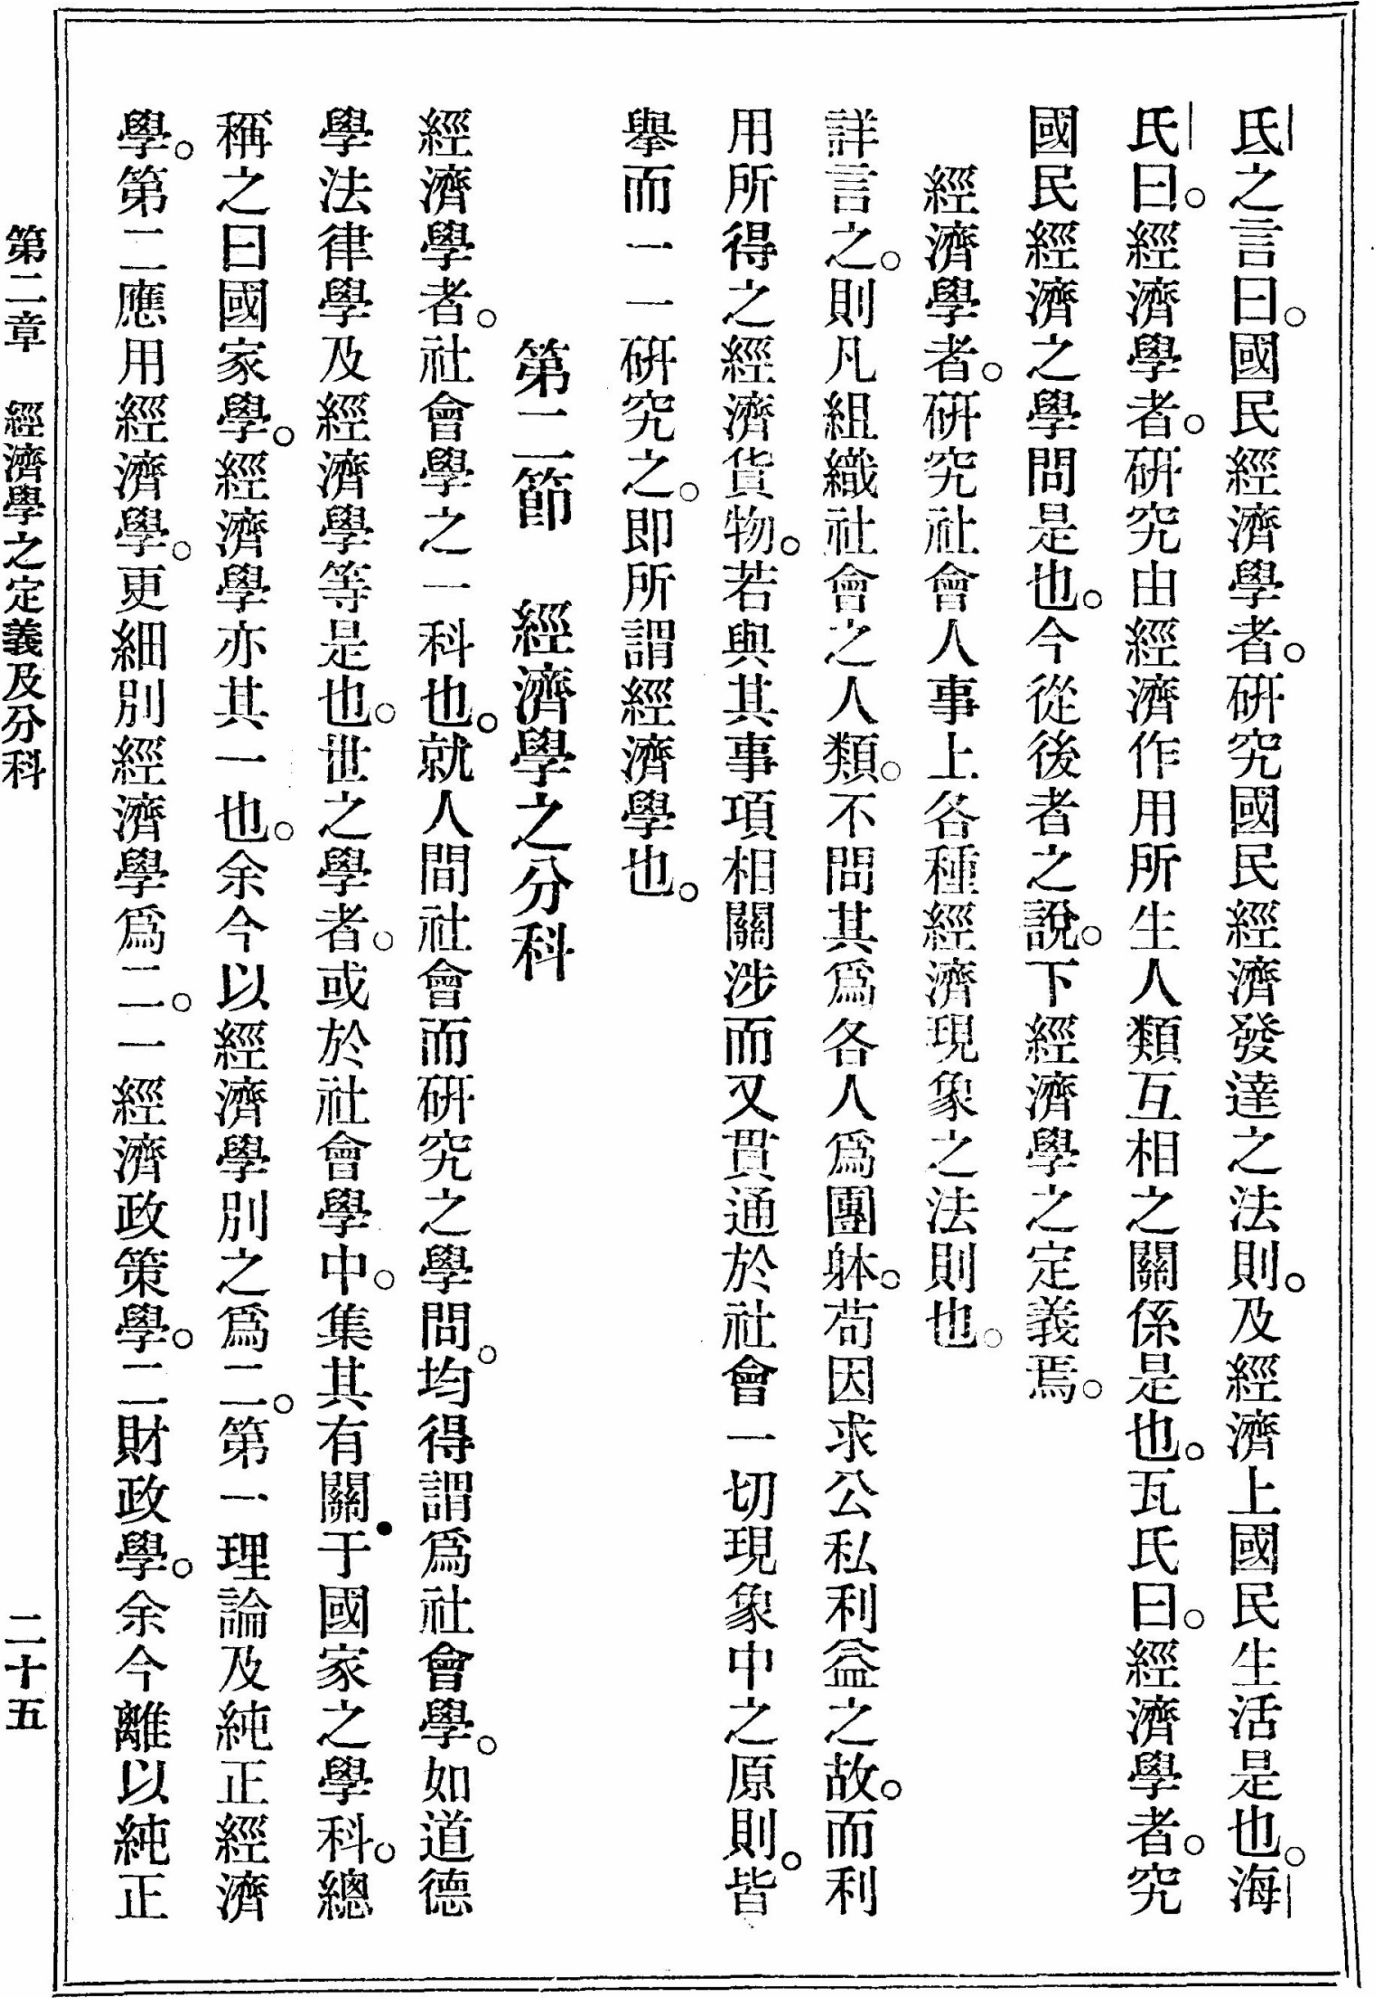 氏之言曰。國民經濟學者。硏究國民經濟發達之法則。及經濟上國民生活是也。海
氏曰。經濟學者。硏究由經濟作用所生人類互相之關係是也。瓦氏曰。經濟學者。究
國民經濟之學問是也。今從後者之說。下經濟學之定義焉。
經濟學者。硏究社會人事上各種經濟現象之法則也。
詳言之。則凡組織社會之人類。不問其爲各人爲團躰。苟因求公私利益之故。而利
用所得之經濟貨物。若與其事項相關涉而又貫通於社會一切現象中之原則。皆
擧而一一硏究之。卽所謂經濟學也。
第二節 經濟學之分科
經濟學者。社會學之一科也。就人間社會而硏究之學問。均得謂爲社會學。如道德
學法律學及經濟學等是也。世之學者。或於社會學中。集其有關于國家之學科。總
稱之曰國家學。經濟學亦其一也。余今以經濟學別之爲二。第一理論及純正經濟
學。第二應用經濟學。更細別經濟學爲二。一經濟政策學。二財政學。余今離以純正
第二章 經濟學之定義及分科 二十五